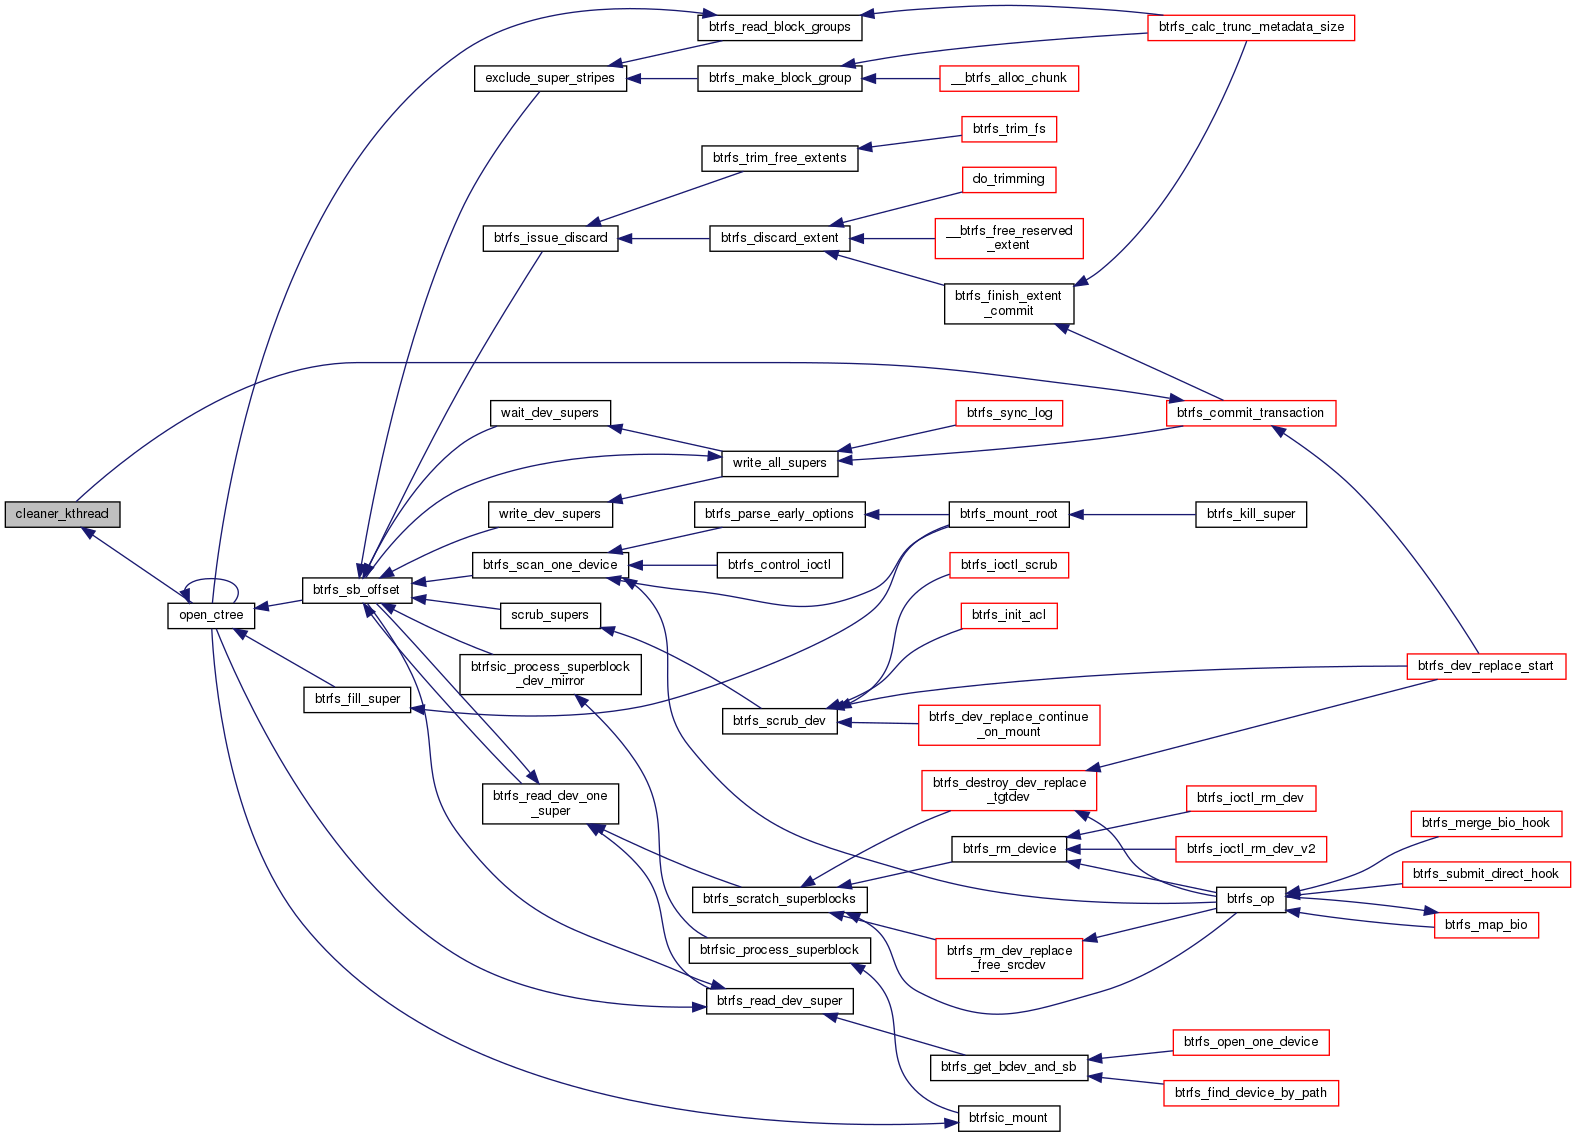 btrfs_read_block_groups
btrfs_calc_trunc_metadata_size
exclude_super_stripes
btrfs_make_block_group
__btrfs_alloc_chunk
btrfs_trim_fs
btrfs_trim_free_extents
do_trimming
btrfs_issue_discard
btrfs_discard_extent
__btrfs_free_reserved
_extent
btrfs_finish_extent
_commit
wait_dev_supers
btrfs_sync_log
btrfs_commit_transaction
write_all_supers
cleaner_kthread
write_dev_supers
btrfs_parse_early_options
btrfs_mount_root
btrfs_kill_super
btrfs_scan_one_device
btrfs_control_ioctl
btrfs_ioctl_scrub
btrfs_sb_offset
open_ctree
scrub_supers
btrfs_init_acl
btrfsic_process_superblock
_dev_mirror
btrfs_dev_replace_start
btrfs_fill_super
btrfs_scrub_dev
btrfs_dev_replace_continue
_on_mount
btrfs_read_dev_one
_super
btrfs_destroy_dev_replace
_tgtdev
btrfs_ioctl_rm_dev
btrfs_merge_bio_hook
btrfs_rm_device
btrfs_ioctl_rm_dev_v2
btrfs_submit_direct_hook
btrfs_scratch_superblocks
btrfs_op
btrfs_map_bio
btrfsic_process_superblock
btrfs_rm_dev_replace
_free_srcdev
btrfs_read_dev_super
btrfs_open_one_device
btrfs_get_bdev_and_sb
btrfs_find_device_by_path
btrfsic_mount